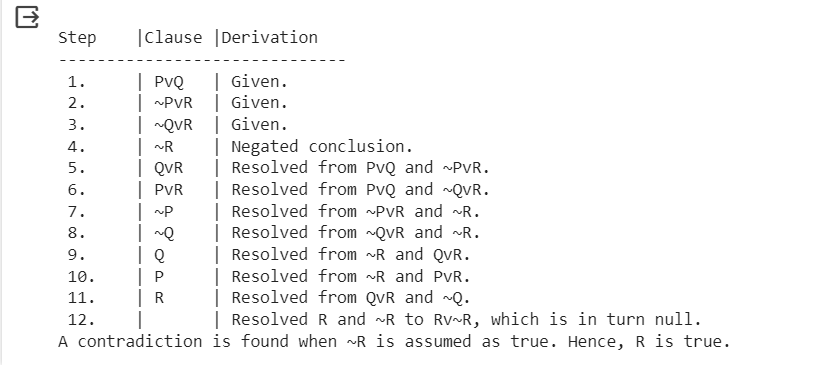 Step |Clause |Derivation
------------------------------
1. | PvQ | Given.
2. | ~PvR | Given.
3. | ~QvR | Given.
4. | ~R | Negated conclusion.
5. | QvR | Resolved from PvQ and ~PvR.
6. | PvR | Resolved from PvQ and ~QvR.
7. | ~P | Resolved from ~PvR and ~R.
8. | ~Q | Resolved from ~QvR and ~R.
9. | Q | Resolved from ~R and QvR.
10. | P | Resolved from ~R and PvR.
11. | R | Resolved from QvR and ~Q.
12. | | Resolved R and ~R to Rv~R, which is in turn null.
A contradiction is found when ~R is assumed as true. Hence, R is true.